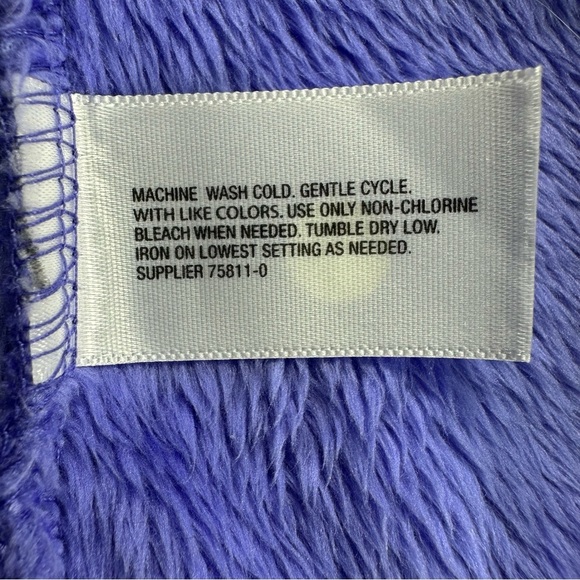 MACHINE WASH COLD. GENTLE CYCLE.
WITH LIKE COLORS. USE ONLY NON-CHLORINE
BLEACH WHEN NEEDED. TUMBLE DRY LOW.
IRON ON LOWEST SETTING AS NEEDED.
SUPPLIER 75811-0